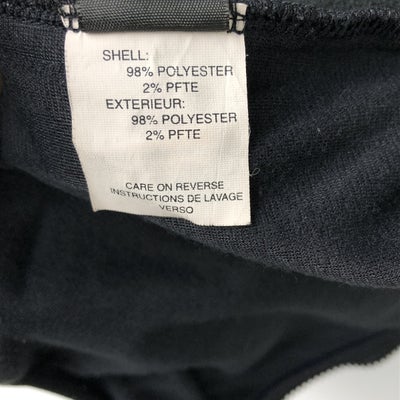 SHELL:
98% POLYESTER
2% PFTE
EXTERIEUR:
98% POLYESTER
2% PFTE
CARE ON REVERSE
INSTRUCTIONS DE LAVAGE
VERSO